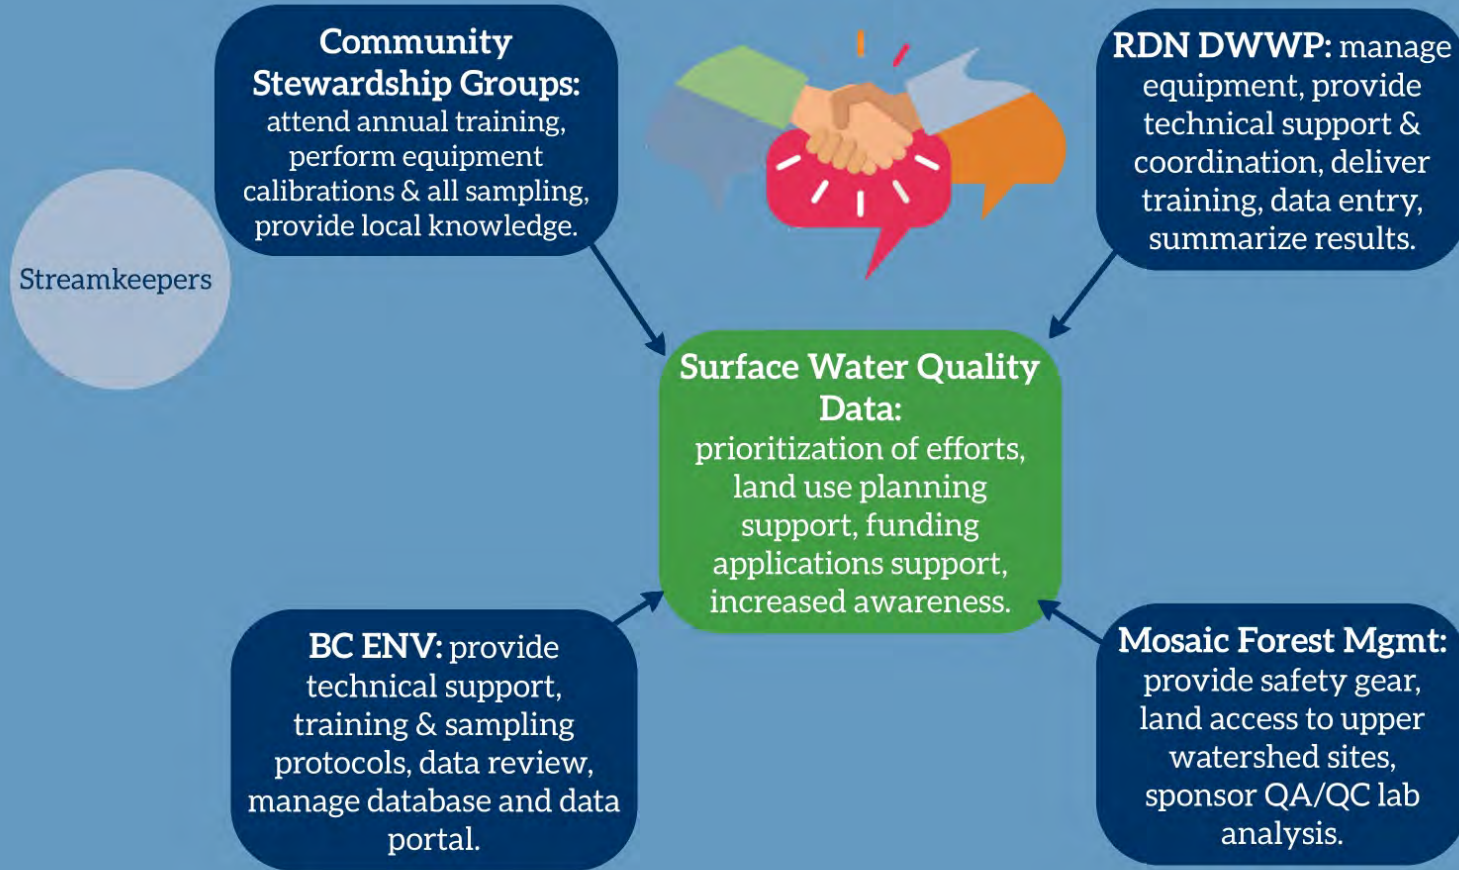 Community
Stewardship Groups:
attend annual training,
perform equipment
calibrations & all sampling,
provide local knowledge.
RDN DWWP: manage
equipment, provide
technical support &
coordination, deliver
training, data entry,
summarize results.
Streamkeepers
Surface Water Quality
Data:
prioritization of efforts,
land use planning
support, funding
applications support,
increased awareness.
BC ENV: provide
technical support,
training & sampling
protocols, data review,
manage database and data
portal.
Mosaic Forest Mgmt:
provide safety gear,
land access to upper
watershed sites,
sponsor QA/QC lab
analysis.